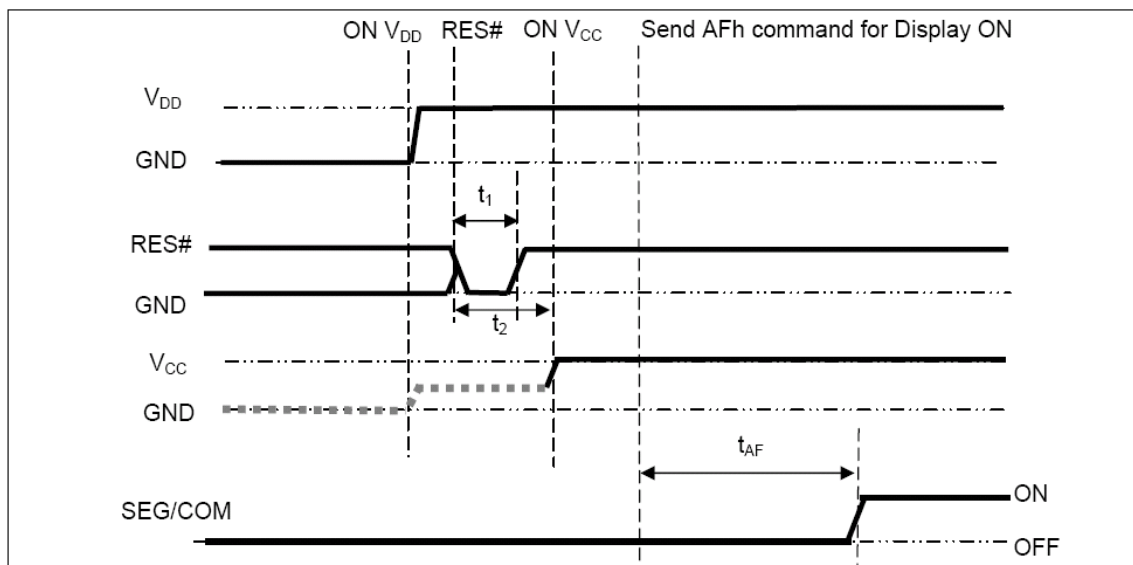 ON VDD RES# ON VCC Send AFh command for Display ON
VDD
GND
t1
RES#
GND
t2
VCC
GND
tAF
SEG/COM
ON
OFF